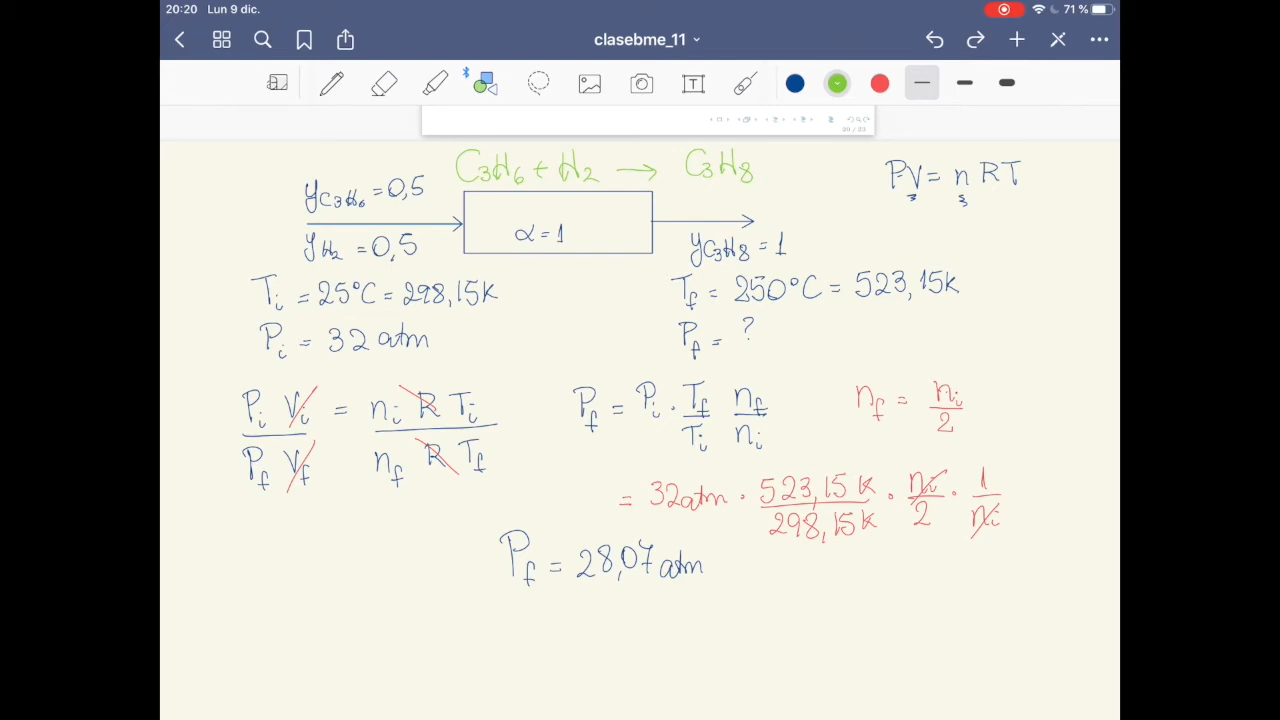 20:20 Lun 9 dic.
71 %
clasebme_11
T
20 / 23
C3H6 + H2 → C3H8
PV = n RT
yC3H6 = 0,5
α = 1
yH2 = 0,5
yC3H8 = 1
Ti = 25°C = 298,15K
Tf = 250°C = 523,15K
Pi = 32 atm
Pf = ?
Pi Vi / Pf Vf = ni R Ti / nf R Tf
Pf = Pi · Tf/Ti nf/ni
nf = ni/2
= 32atm · 523,15K/298,15K · ni/2 · 1/ni
Pf = 28,07 atm